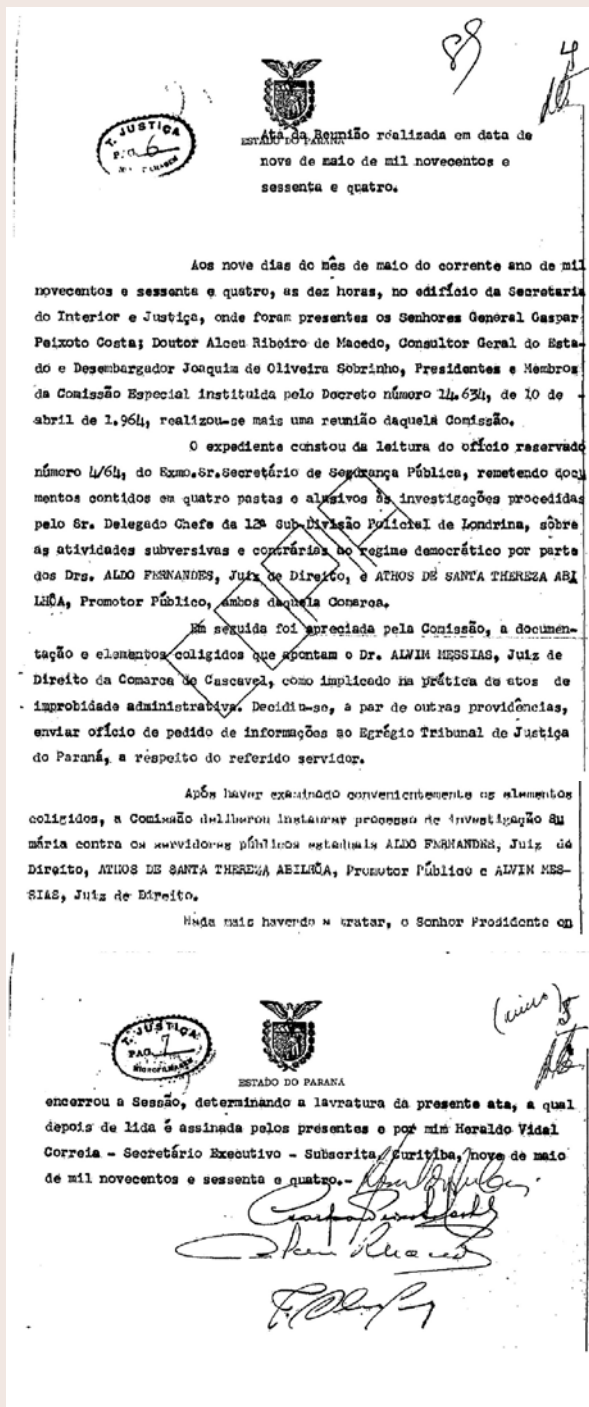 89
4
T. JUSTIÇA
PAG. 6
ESTADO DO PARANÁ
Ata da Reunião realizada em data de
nove de maio de mil novecentos e
sessenta e quatro.
Aos nove dias do mês de maio do corrente ano de mil
novecentos e sessenta e quatro, as dez horas, no edifício da Secretaria
do Interior e Justiça, onde foram presentes os Senhores General Gaspar
Peixoto Costa; Doutor Alceu Ribeiro de Macedo, Consultor Geral do Esta-
do e Desembargador Joaquim de Oliveira Sobrinho, Presidentes e Membros
da Comissão Especial instituida pelo Decreto número 14.634, de 10 de
abril de 1.964, realizou-se mais uma reunião daquela Comissão.
O expediente constou da leitura do ofício reservado
número 4/64, do Exmo.Sr.Secretário de Segurança Pública, remetendo docu
mentos contidos em quatro pastas e alusivos às investigações procedidas
pelo Sr. Delegado Chefe da 12ª Sub-Divisão Policial de Londrina, sôbre
as atividades subversivas e contrárias ao regime democrático por parte
dos Drs. ALDO FERNANDES, Juiz de Direito, e ATHOS DE SANTA THEREZA ABI
LHÔA, Promotor Público, ambos daquela Comarca.
Em seguida foi apreciada pela Comissão, a documen-
tação e elementos coligidos que apontam o Dr. ALVIM MESSIAS, Juiz de
Direito da Comarca de Cascavel, como implicado na prática de atos de
improbidade administrativa. Decidiu-se, a par de outras providências,
enviar ofício de pedido de informações ao Egrégio Tribunal de Justiça
do Paraná, a respeito do referido servidor.
Após haver examinado convenientemente os elementos
coligidos, a Comissão deliberou instaurar processo de investigação Su
mária contra os servidores públicos estaduais ALDO FERNANDES, Juiz de
Direito, ATHOS DE SANTA THEREZA ABILHÔA, Promotor Público e ALVIM MES-
SIAS, Juiz de Direito.
Nada mais havendo a tratar, o Senhor Presidente en
T. JUSTIÇA
PAG. 7
MICROFILMAGEM
ESTADO DO PARANÁ
encerrou a Sessão, determinando a lavratura da presente ata, a qual
depois de lida é assinada pelos presentes e por mim Heraldo Vidal
Correia - Secretário Executivo - Subscrita, Curitiba, nove de maio
de mil novecentos e sessenta e quatro.-